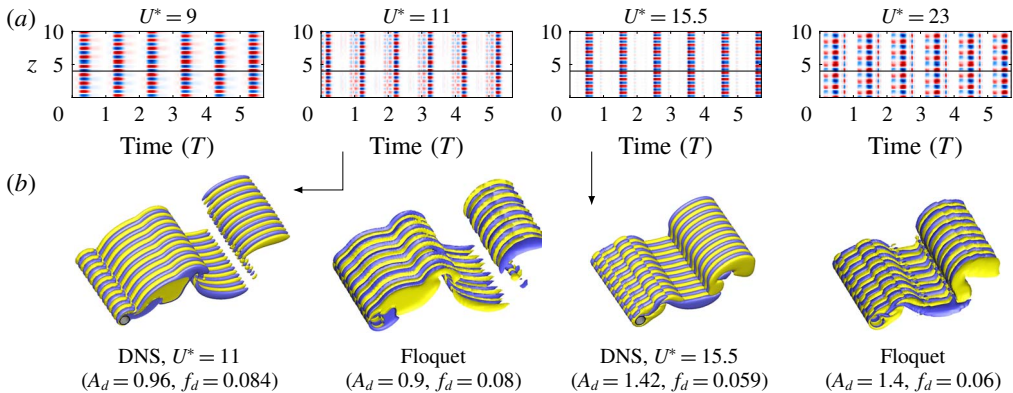 (a) U* = 9 U* = 11 U* = 15.5 U* = 23
10
z 5
0 1 2 3 4 5 0 1 2 3 4 5 0 1 2 3 4 5 0 1 2 3 4 5
Time (T) Time (T) Time (T) Time (T)
(b)
DNS, U* = 11 Floquet DNS, U* = 15.5 Floquet
(A_d = 0.96, f_d = 0.084) (A_d = 0.9, f_d = 0.08) (A_d = 1.42, f_d = 0.059) (A_d = 1.4, f_d = 0.06)